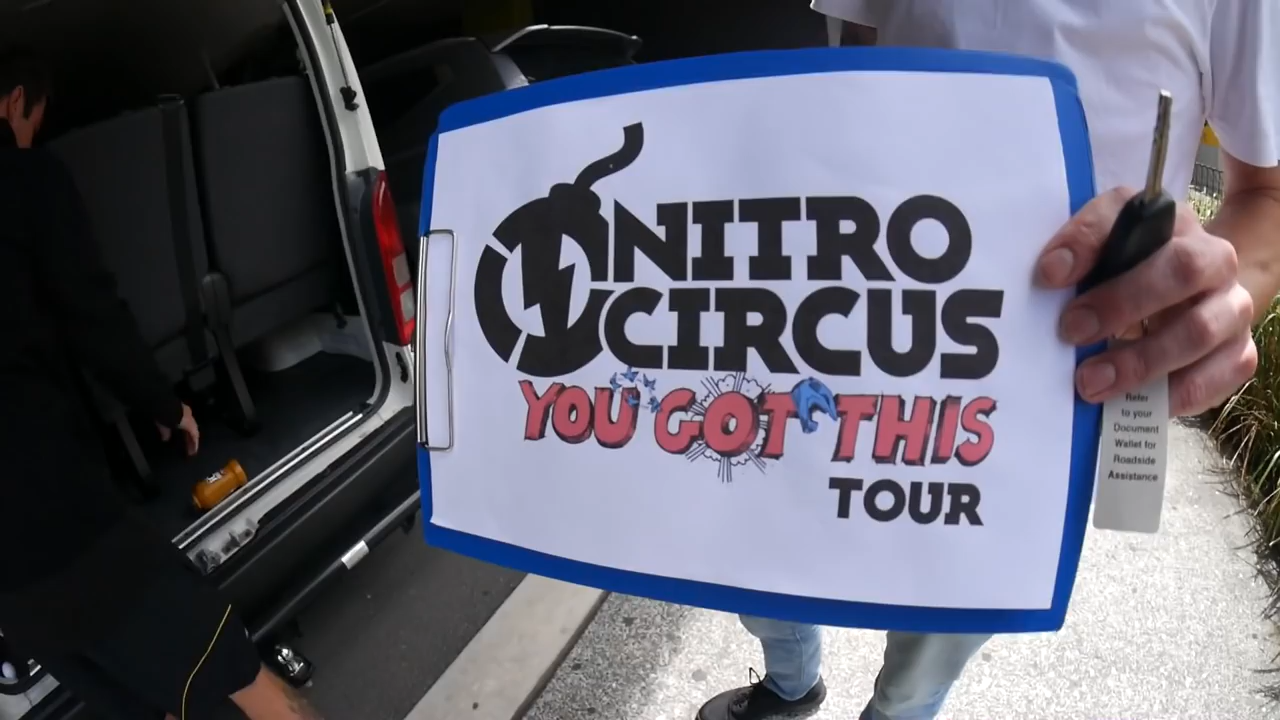 NITRO
CIRCUS
YOU GOT THIS
TOUR
Refer
to your
Document
Wallet for
Roadside
Assistance